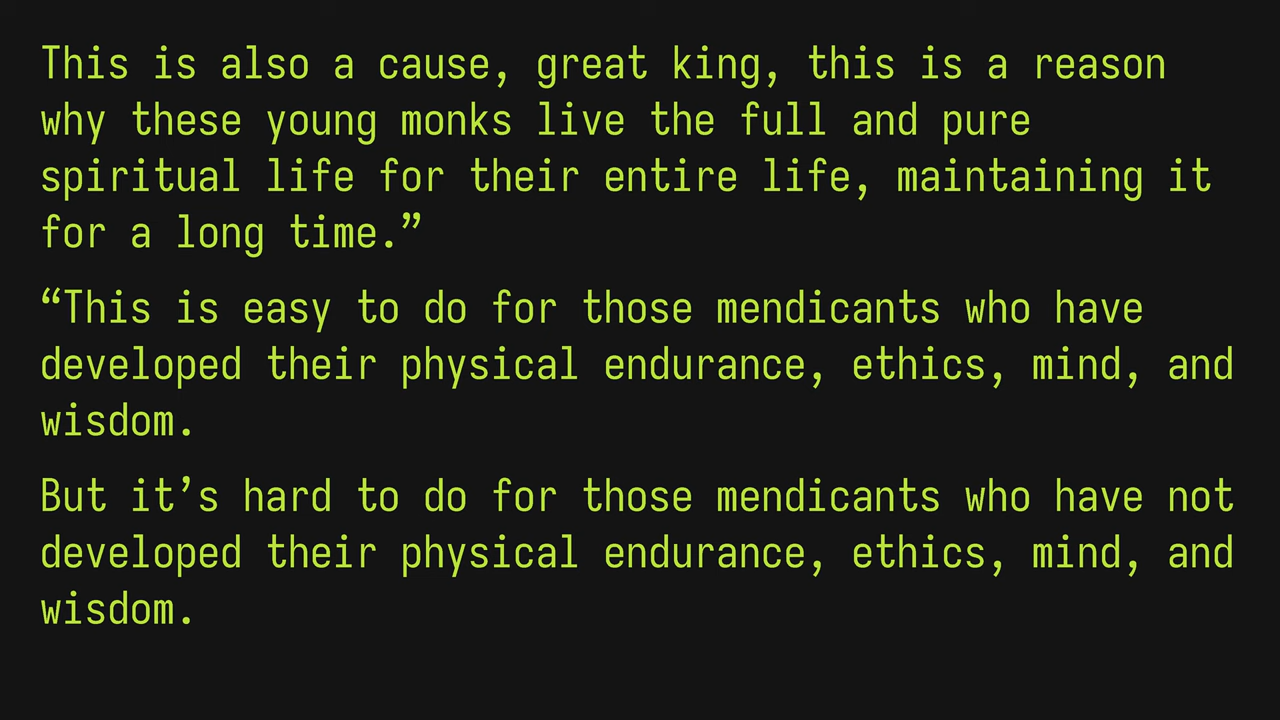 This is also a cause, great king, this is a reason
why these young monks live the full and pure
spiritual life for their entire life, maintaining it
for a long time.”
“This is easy to do for those mendicants who have
developed their physical endurance, ethics, mind, and
wisdom.
But it’s hard to do for those mendicants who have not
developed their physical endurance, ethics, mind, and
wisdom.